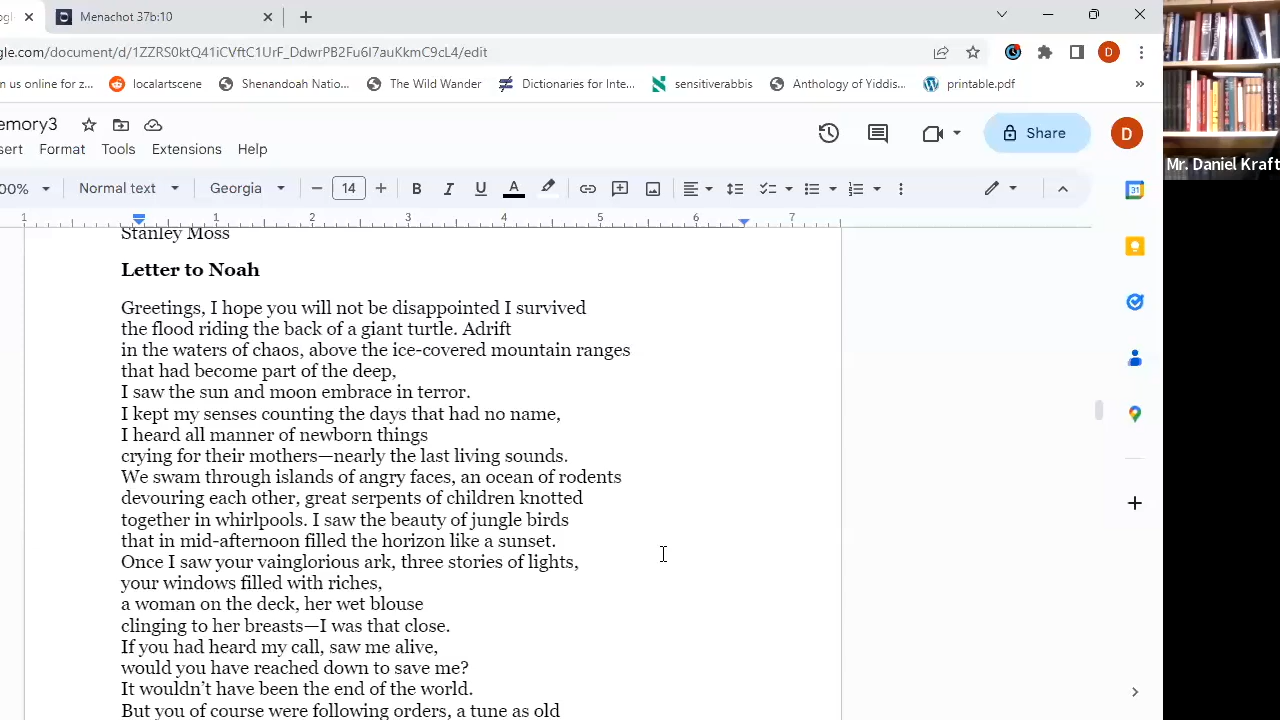 Menachot 37b:10
gle.com/document/d/1ZZRS0ktQ41iCVftC1UrF_DdwrPB2Fu6I7auKkmC9cL4/edit
n us online for z...
localartscene
Shenandoah Natio...
The Wild Wander
Dictionaries for Inte...
sensitiverabbis
Anthology of Yiddis...
printable.pdf
»
D
emory3
Share
D
sert Format Tools Extensions Help
00% Normal text Georgia 14 B I U A
1 1 2 3 4 5 6 7
Mr. Daniel Kraft
31
Stanley Moss
Letter to Noah
Greetings, I hope you will not be disappointed I survived
the flood riding the back of a giant turtle. Adrift
in the waters of chaos, above the ice-covered mountain ranges
that had become part of the deep,
I saw the sun and moon embrace in terror.
I kept my senses counting the days that had no name,
I heard all manner of newborn things
crying for their mothers—nearly the last living sounds.
We swam through islands of angry faces, an ocean of rodents
devouring each other, great serpents of children knotted
together in whirlpools. I saw the beauty of jungle birds
that in mid-afternoon filled the horizon like a sunset.
Once I saw your vainglorious ark, three stories of lights,
your windows filled with riches,
a woman on the deck, her wet blouse
clinging to her breasts—I was that close.
If you had heard my call, saw me alive,
would you have reached down to save me?
It wouldn’t have been the end of the world.
But you of course were following orders, a tune as old